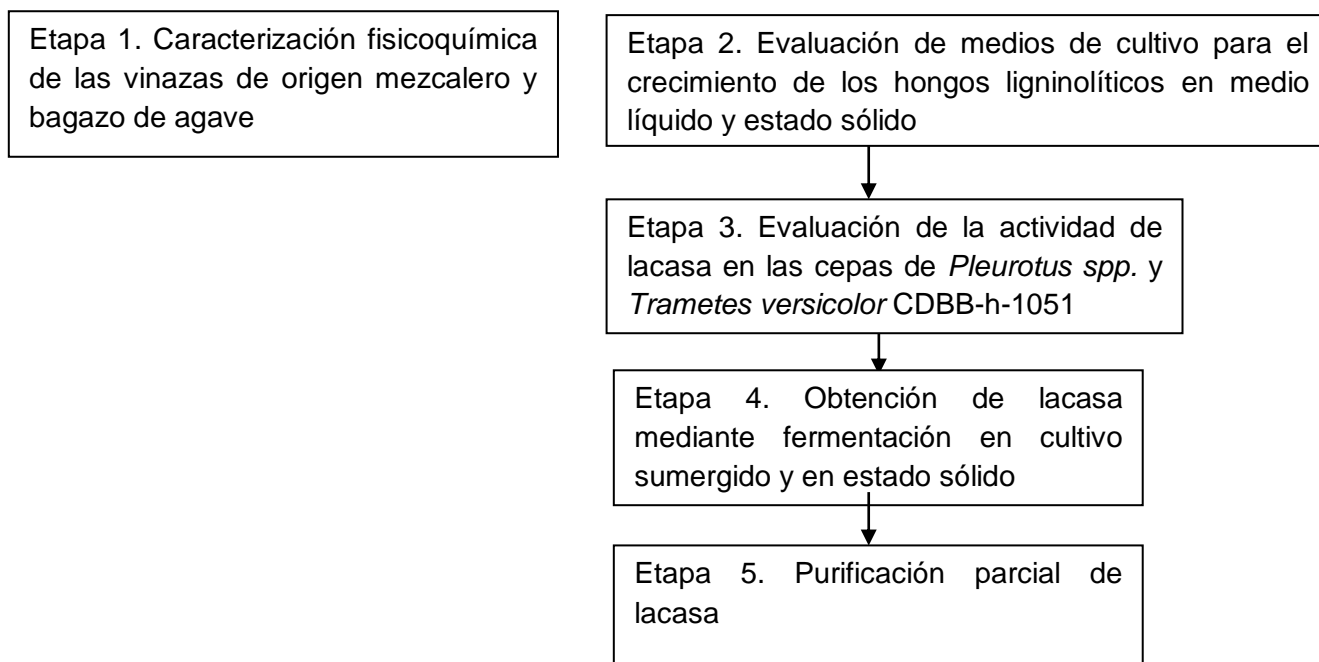 Etapa 1. Caracterización fisicoquímica
de las vinazas de origen mezcalero y
bagazo de agave
Etapa 2. Evaluación de medios de cultivo para el
crecimiento de los hongos ligninolíticos en medio
líquido y estado sólido
Etapa 3. Evaluación de la actividad de
lacasa en las cepas de Pleurotus spp. y
Trametes versicolor CDBB-h-1051
Etapa 4. Obtención de lacasa
mediante fermentación en cultivo
sumergido y en estado sólido
Etapa 5. Purificación parcial de
lacasa